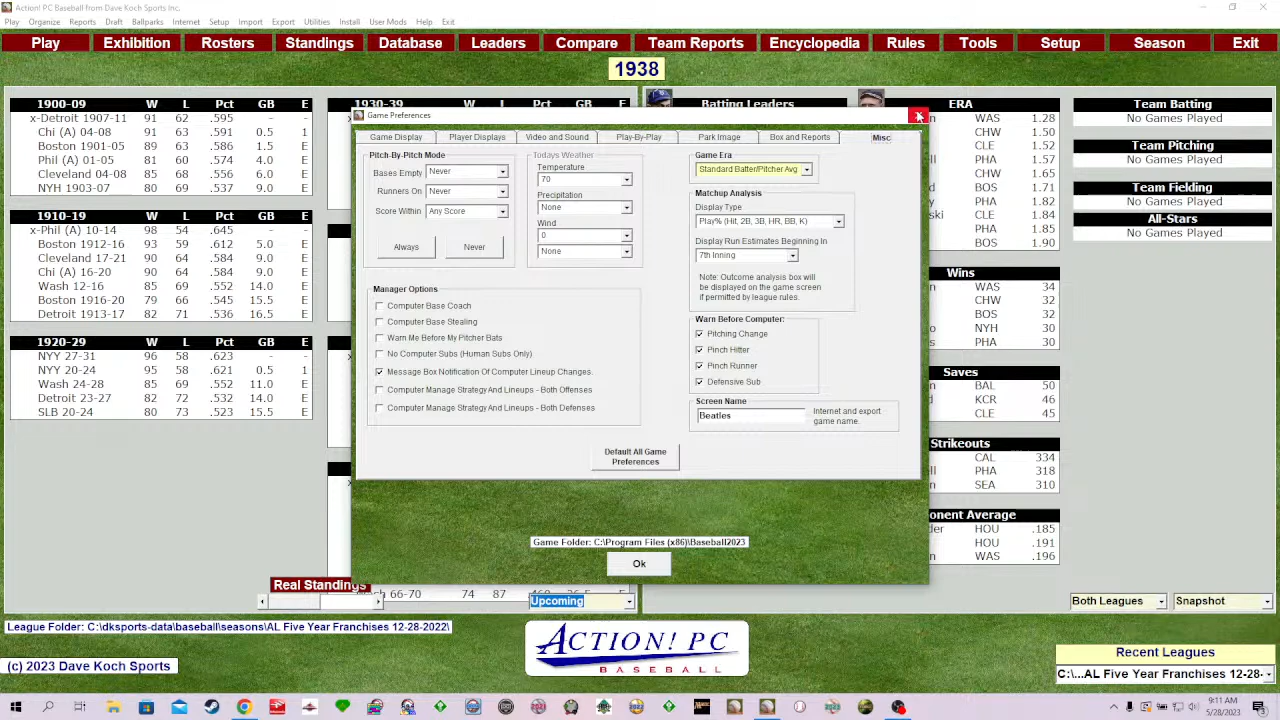 Action! PC Baseball from Dave Koch Sports Inc.
Play Organize Reports Draft Ballparks Internet Setup Import Export Utilities Install User Mods Help Exit
Play Exhibition Rosters Standings Database Leaders Compare Team Reports Encyclopedia Rules Tools Setup Season Exit
1938
1900-09 W L Pct GB E
x-Detroit 1907-11 91 62 .595 - -
Chi (A) 04-08 91 63 .591 0.5 1
Boston 1901-05 89 63 .586 1.5 E
Phil (A) 01-05 81 .574 4.0 E
Cleveland 04-08 85 .556 6.0 E
NYH 1903-07 80 69 .537 9.0 E
1910-19 W L Pct GB E
x-Phil (A) 10-14 98 54 .645 - -
Boston 1912-16 93 59 .612 5.0 E
Cleveland 17-21 90 64 .584 9.0 E
Chi (A) 16-20 90 64 .584 9.0 E
Wash 12-16 85 69 .552 14.0 E
Boston 1916-20 79 66 .545 15.5 E
Detroit 1913-17 82 71 .536 16.5 E
1920-29 W L Pct GB E
NYY 27-31 96 58 .623 - -
NYY 20-24 95 58 .621 0.5 1
Wash 24-28 85 69 .552 11.0 E
Detroit 23-27 82 72 .532 14.0 E
SLB 20-24 80 73 .523 15.5 E
1930-39 W L Pct GB E
Game Preferences
Game Display Player Displays Video and Sound Play-By-Play Park Image Box and Reports Misc
Pitch-By-Pitch Mode
Bases Empty Never
Runners On Never
Score Within Any Score
Always Never
Todays Weather
Temperature
70
Precipitation
None
Wind
0
None
Manager Options
Computer Base Coach
Computer Base Stealing
Warn Me Before My Pitcher Bats
No Computer Subs (Human Subs Only)
Message Box Notification Of Computer Lineup Changes.
Computer Manage Strategy And Lineups - Both Offenses
Computer Manage Strategy And Lineups - Both Defenses
Game Era
Standard Batter/Pitcher Avg
Matchup Analysis
Display Type
Play% (Hit, 2B, 3B, HR, BB, K)
Display Run Estimates Beginning In
7th Inning
Note: Outcome analysis box will
be displayed on the game screen
if permitted by league rules.
Warn Before Computer:
Pitching Change
Pinch Hitter
Pinch Runner
Defensive Sub
Screen Name
Beatles
Internet and export
game name.
Default All Game
Preferences
Game Folder: C:\Program Files (x86)\Baseball2023
Ok
Batting Leaders
ERA
WAS 1.28
CHW 1.50
CLE 1.52
PHA 1.57
CHW 1.65
BOS 1.71
PHA 1.82
PHA 1.84
WAS 1.85
BOS 1.90
Wins
WAS 34
CHW 32
BOS 32
NYH 30
PHA 30
Saves
BAL 50
KCR 46
CLE 45
Strikeouts
CAL 334
PHA 318
SEA 310
onent Average
HOU .185
HOU .191
WAS .196
Team Batting
No Games Played
Team Pitching
No Games Played
Team Fielding
No Games Played
All-Stars
No Games Played
66-70 74 87
Real Standings
Upcoming
Both Leagues
Snapshot
League Folder: C:\dksports-data\baseball\seasons\AL Five Year Franchises 12-28-2022\
ACTION! PC
BASEBALL
(c) 2023 Dave Koch Sports
Recent Leagues
C:\...AL Five Year Franchises 12-28-
9:11 AM
5/28/2023